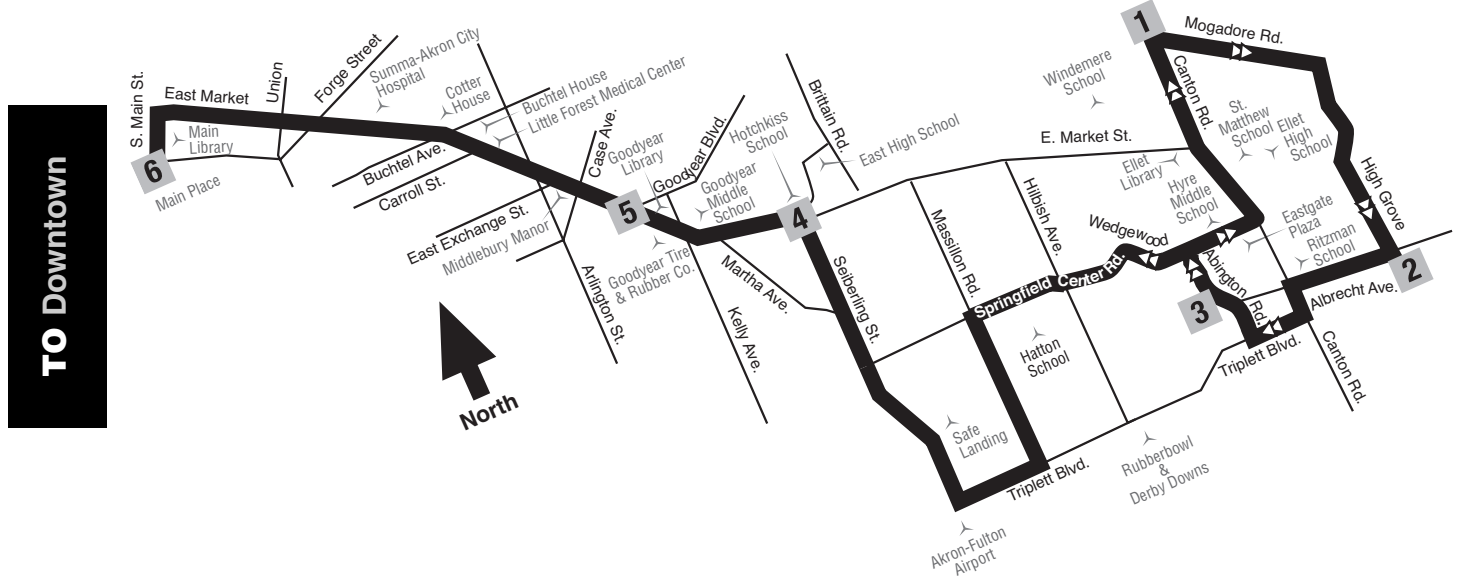 TO Downtown
S. Main St.
East Market
Union
Forge Street
Summa-Akron City
Hospital
Cotter
House
Buchtel House
Little Forest Medical Center
Main
Library
6
Main Place
Buchtel Ave.
Carroll St.
East Exchange St.
Middlebury Manor
Case Ave.
Goodyear
Library
Goodyear Blvd.
5
Goodyear
Middle
School
Hotchkiss
School
Brittain Rd.
East High School
4
Goodyear Tire
& Rubber Co.
Arlington St.
Martha Ave.
Kelly Ave.
Seiberling St.
North
1
Mogadore Rd.
Windemere
School
Canton Rd.
St.
Matthew
School
Ellet
High
School
E. Market St.
Ellet
Library
Hyre
Middle
School
High Grove
Hilbish Ave.
Massillon Rd.
Wedgewood
Eastgate
Plaza
Ritzman
School
2
Springfield Center Rd.
Abington Rd.
3
Albrecht Ave.
Triplett Blvd.
Canton Rd.
Hatton
School
Safe
Landing
Triplett Blvd.
Rubberbowl
&
Derby Downs
Akron-Fulton
Airport